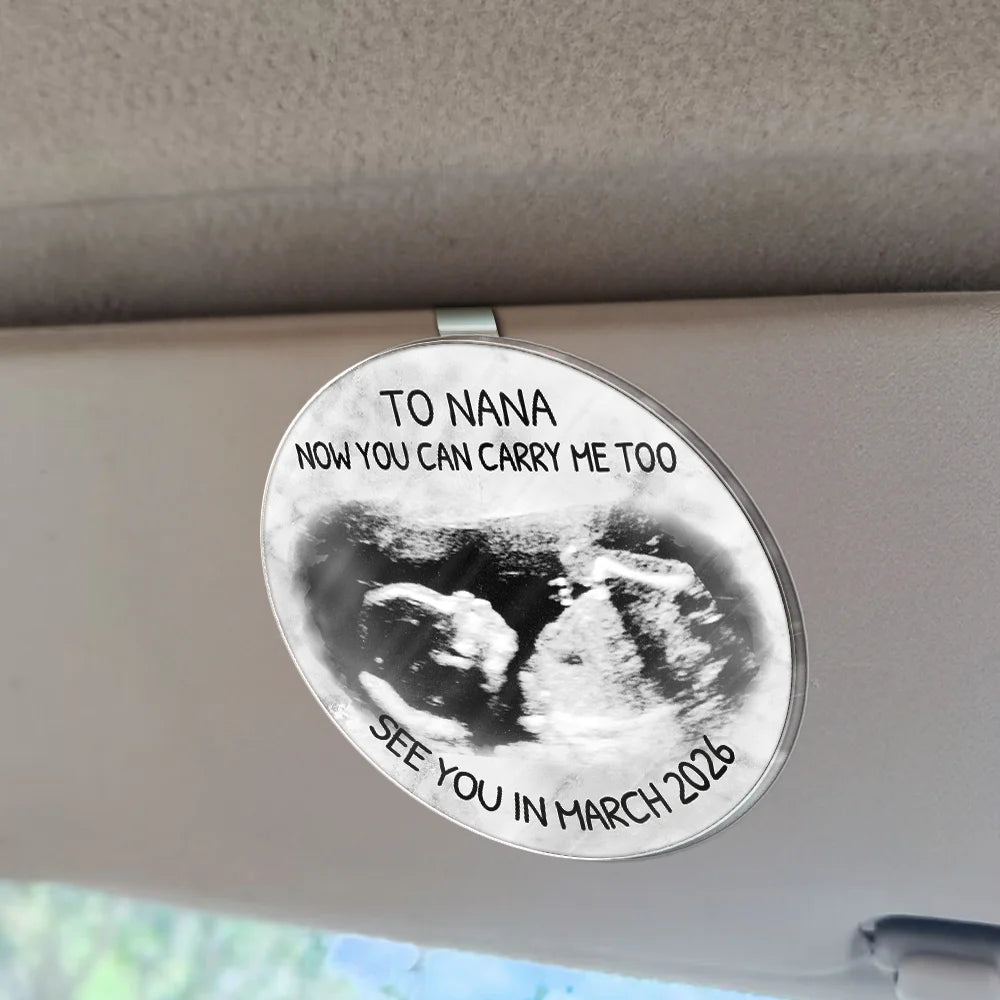 TO NANA
NOW YOU CAN CARRY ME TOO
SEE YOU IN MARCH 2026